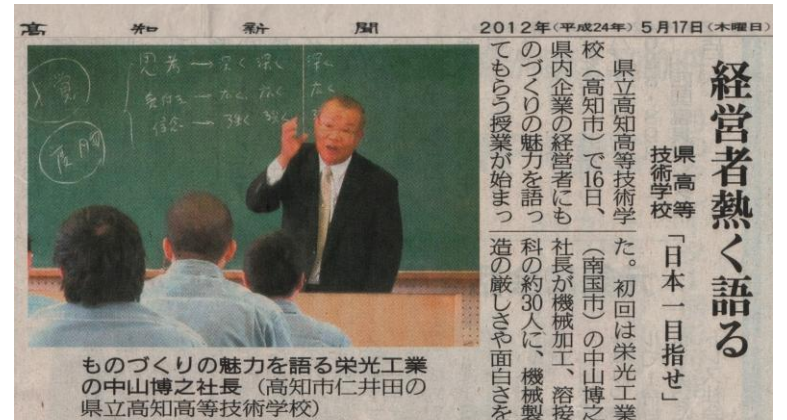 高知新聞
2012年(平成24年)5月17日(木曜日)
経営者熱く語る
県高等
技術学校
「日本一目指せ」
県立高知高等技術学
校(高知市)で16日、
県内企業の経営者にも
のづくりの魅力を語っ
てもらう授業が始まっ
た。初回は栄光工業
(南国市)の中山博之
社長が機械加工、溶接
科の約30人に、機械製
造の厳しさや面白さを
思考→
信念→
ものづくりの魅力を語る栄光工業
の中山博之社長(高知市仁井田の
県立高知高等技術学校)